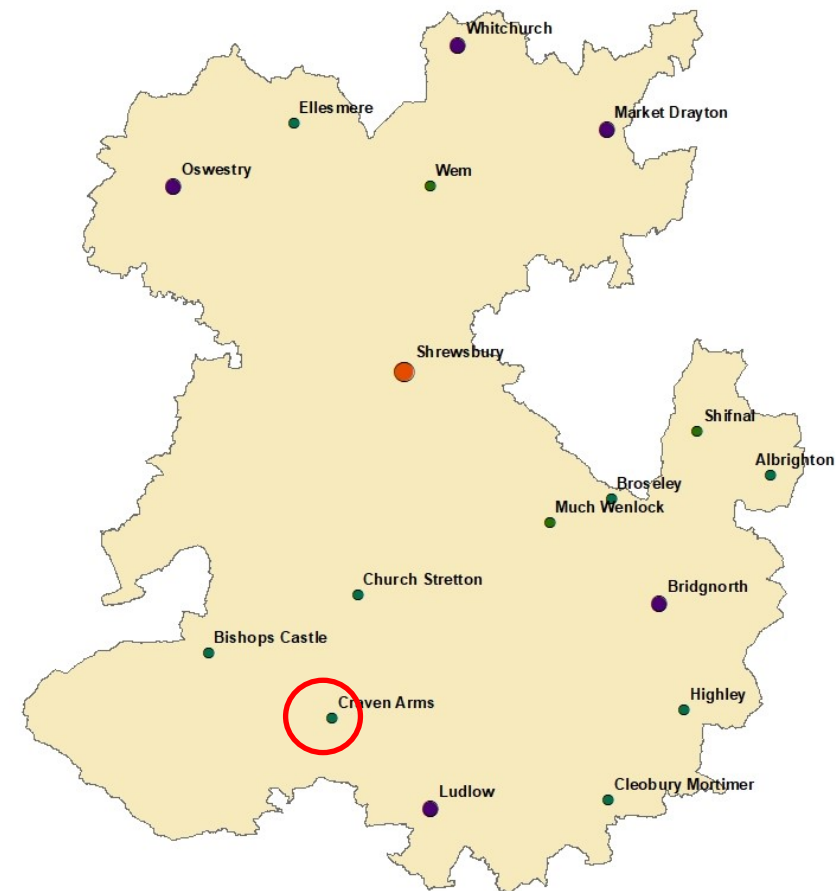 Whitchurch
Ellesmere
Market Drayton
Oswestry
Wem
Shrewsbury
Shifnal
Albrighton
Broseley
Much Wenlock
Church Stretton
Bridgnorth
Bishops Castle
Highley
Craven Arms
Cleobury Mortimer
Ludlow